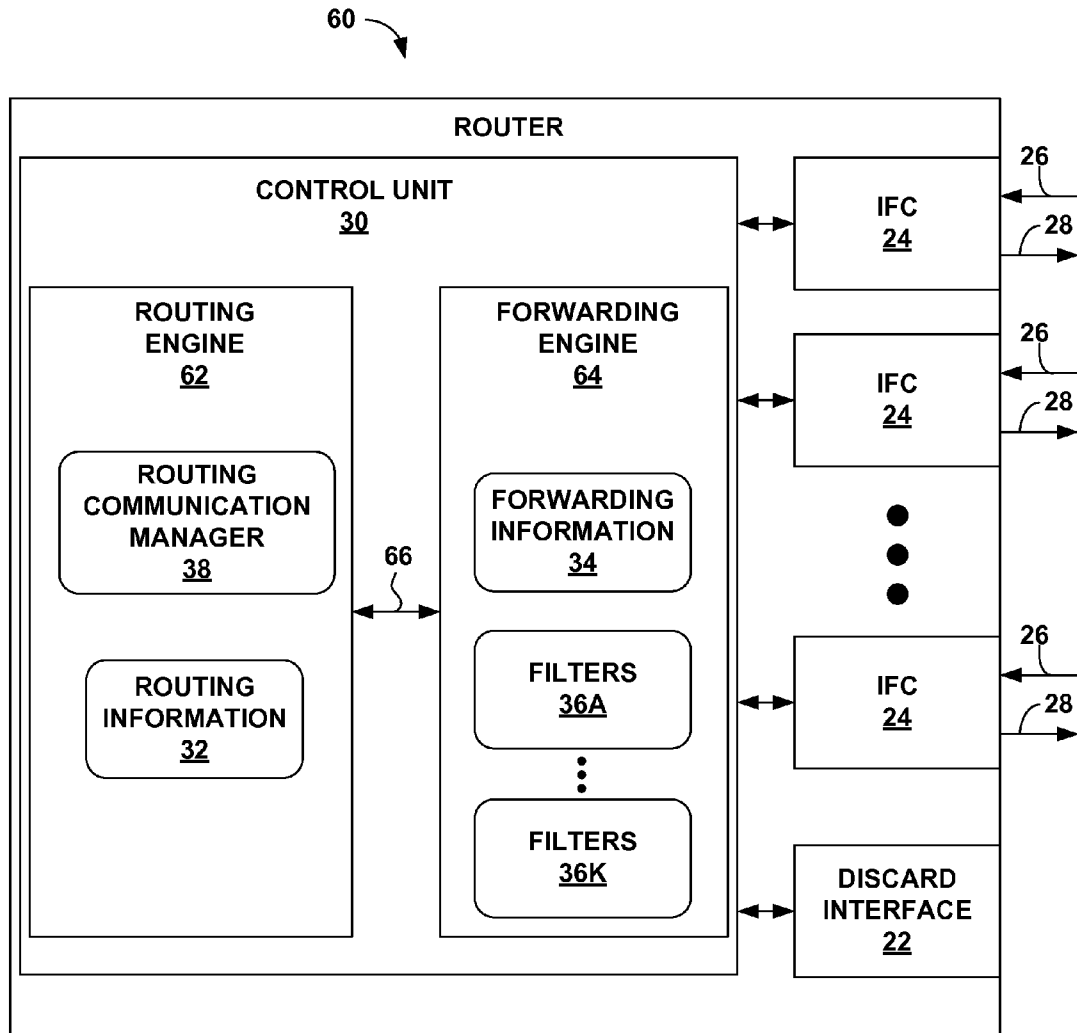 60
ROUTER
CONTROL UNIT
30
ROUTING
ENGINE
62
ROUTING
COMMUNICATION
MANAGER
38
ROUTING
INFORMATION
32
66
FORWARDING
ENGINE
64
FORWARDING
INFORMATION
34
FILTERS
36A
FILTERS
36K
IFC
24
26
28
IFC
24
26
28
IFC
24
26
28
DISCARD
INTERFACE
22